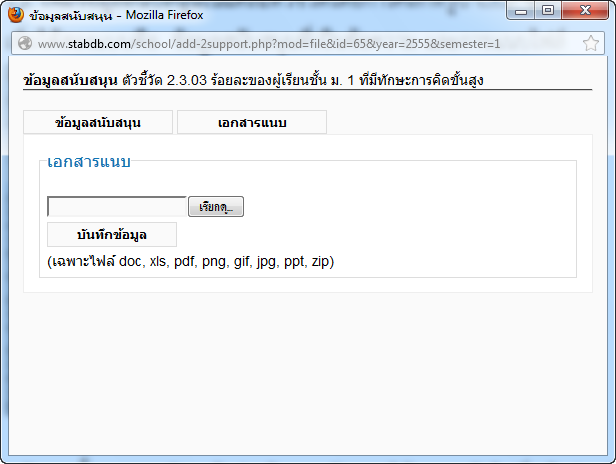 ข้อมูลสนับสนุน - Mozilla Firefox
www.stabdb.com/school/add-2support.php?mod=file&id=65&year=2555&semester=1
ข้อมูลสนับสนุน ตัวชี้วัด 2.3.03 ร้อยละของผู้เรียนชั้น ม. 1 ที่มีทักษะการคิดขั้นสูง
ข้อมูลสนับสนุน เอกสารแนบ
เอกสารแนบ
เรียกดู...
บันทึกข้อมูล
(เฉพาะไฟล์ doc, xls, pdf, png, gif, jpg, ppt, zip)